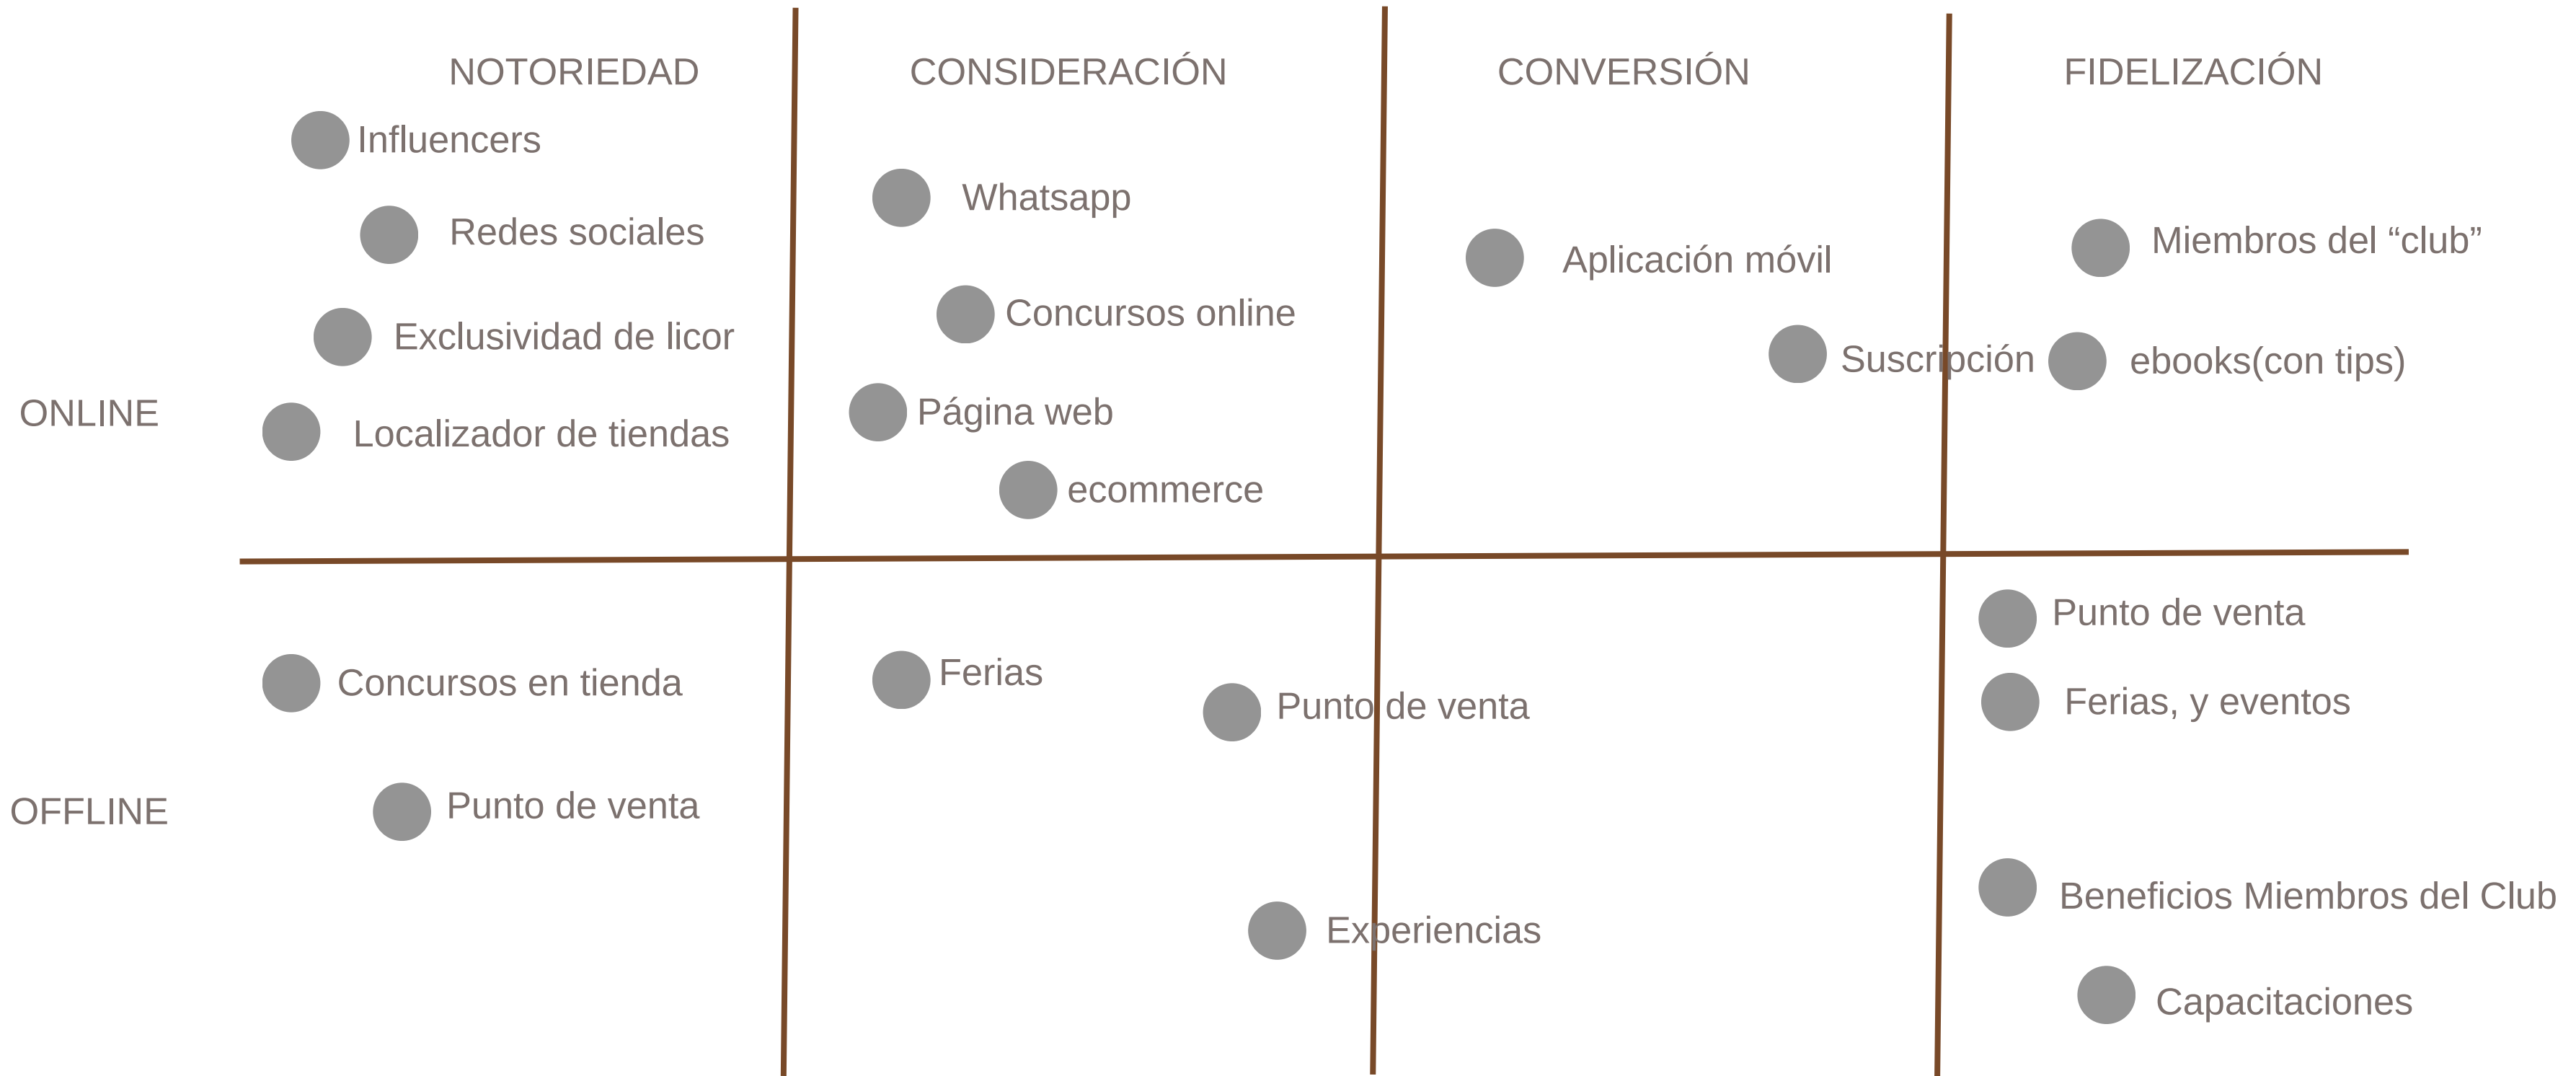 NOTORIEDAD
CONSIDERACIÓN
CONVERSIÓN
FIDELIZACIÓN
ONLINE
Influencers
Redes sociales
Exclusividad de licor
Localizador de tiendas
Whatsapp
Concursos online
Página web
ecommerce
Aplicación móvil
Suscripción
Miembros del “club”
ebooks(con tips)
OFFLINE
Concursos en tienda
Punto de venta
Ferias
Punto de venta
Experiencias
Punto de venta
Ferias, y eventos
Beneficios Miembros del Club
Capacitaciones